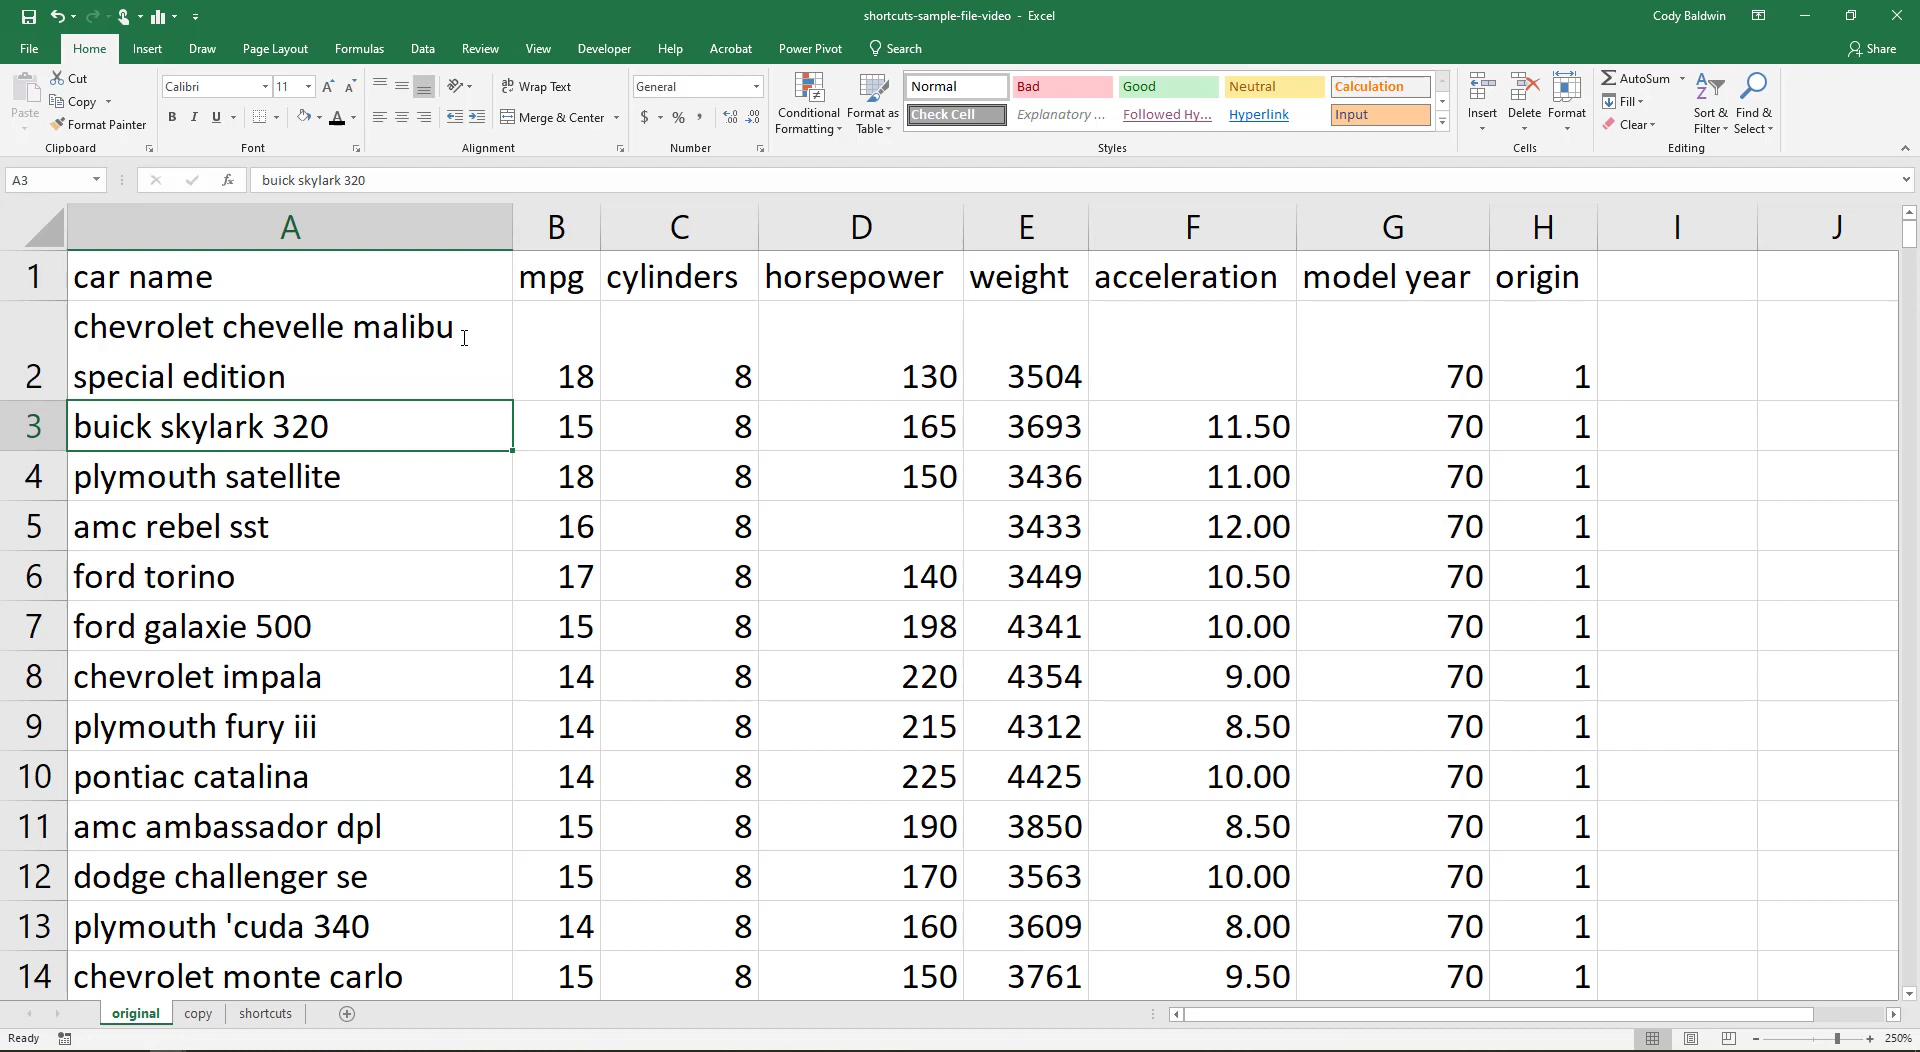 shortcuts-sample-file-video - Excel
Cody Baldwin
File Home Insert Draw Page Layout Formulas Data Review View Developer Help Acrobat Power Pivot Search Share
Paste
Cut
Copy
Format Painter
Clipboard
Calibri 11
B I U
Font
Wrap Text
Merge & Center
Alignment
General
$ % ,
Number
Conditional Formatting
Format as Table
Normal Bad Good Neutral Calculation
Check Cell Explanatory ... Followed Hy... Hyperlink Input
Styles
Insert Delete Format
Cells
AutoSum
Fill
Clear
Sort & Filter
Find & Select
Editing
A3 fx buick skylark 320
A B C D E F G H I J
1 car name mpg cylinders horsepower weight acceleration model year origin
chevrolet chevelle malibu
2 special edition 18 8 130 3504 70 1
3 buick skylark 320 15 8 165 3693 11.50 70 1
4 plymouth satellite 18 8 150 3436 11.00 70 1
5 amc rebel sst 16 8 3433 12.00 70 1
6 ford torino 17 8 140 3449 10.50 70 1
7 ford galaxie 500 15 8 198 4341 10.00 70 1
8 chevrolet impala 14 8 220 4354 9.00 70 1
9 plymouth fury iii 14 8 215 4312 8.50 70 1
10 pontiac catalina 14 8 225 4425 10.00 70 1
11 amc ambassador dpl 15 8 190 3850 8.50 70 1
12 dodge challenger se 15 8 170 3563 10.00 70 1
13 plymouth 'cuda 340 14 8 160 3609 8.00 70 1
14 chevrolet monte carlo 15 8 150 3761 9.50 70 1
original copy shortcuts
Ready
250%